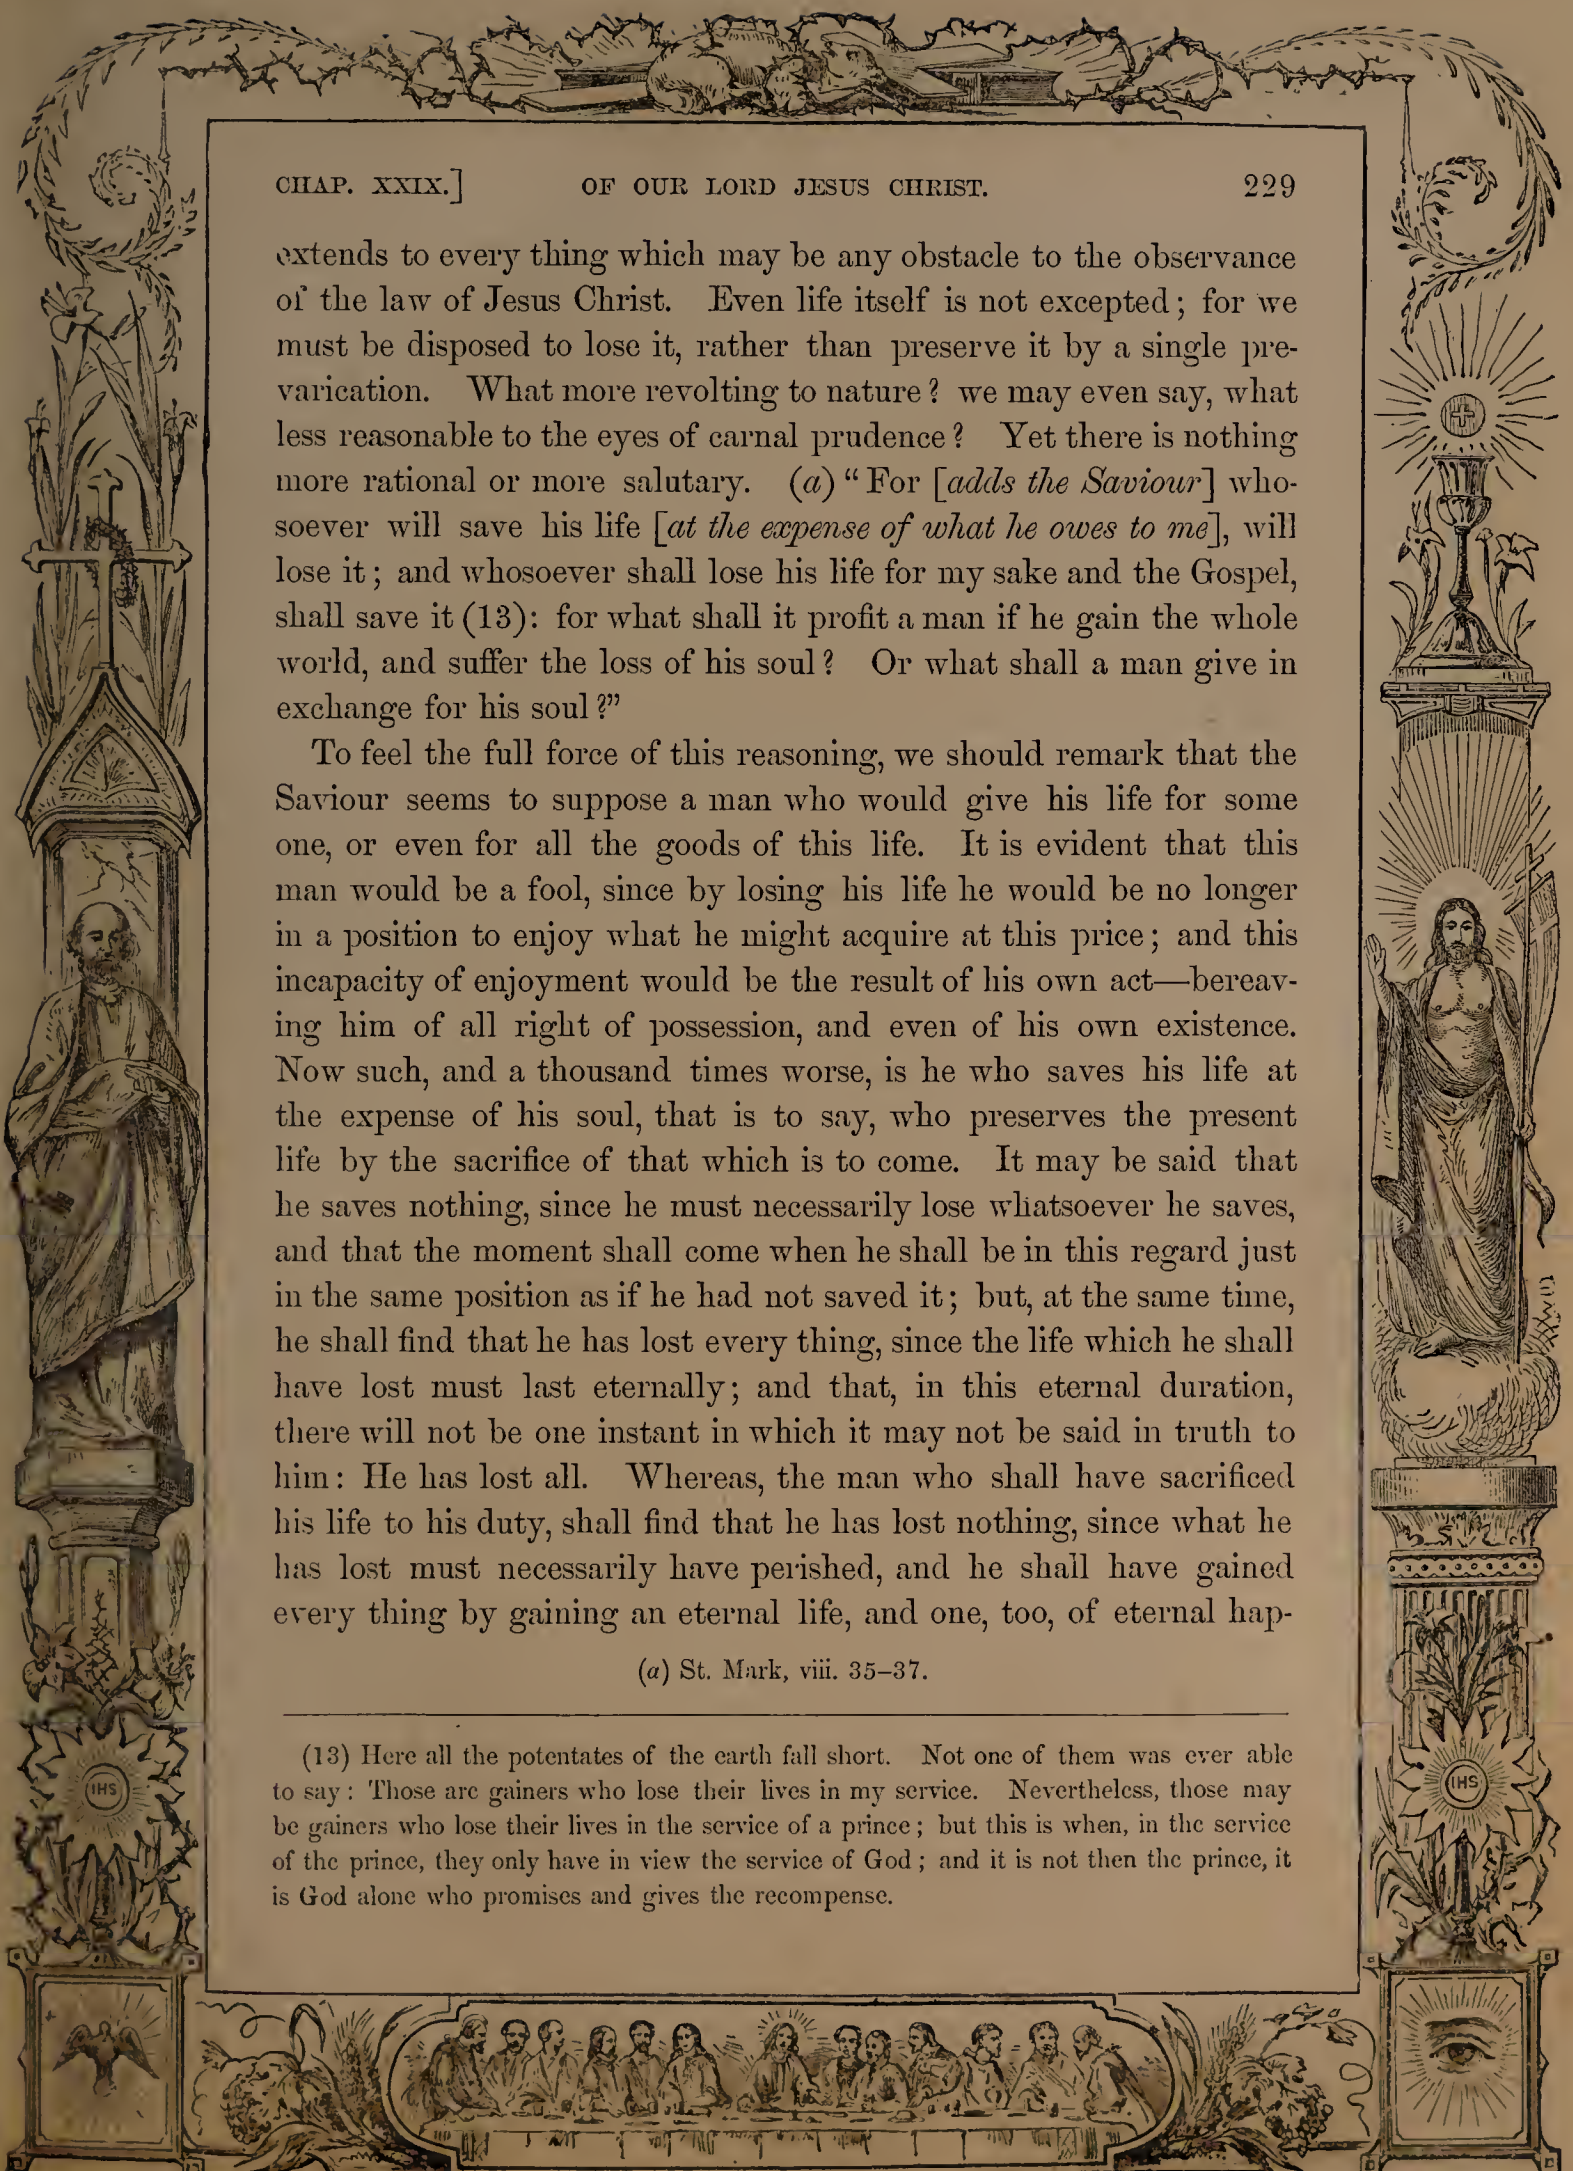 CHAP. XXIX.] OF OUR LORD JESUS CHRIST. 229
extends to every thing which may be any obstacle to the observance
of the law of Jesus Christ. Even life itself is not excepted; for we
must be disposed to lose it, rather than preserve it by a single pre-
varication. What more revolting to nature? we may even say, what
less reasonable to the eyes of carnal prudence? Yet there is nothing
more rational or more salutary. (a) “For [adds the Saviour] who-
soever will save his life [at the expense of what he owes to me], will
lose it; and whosoever shall lose his life for my sake and the Gospel,
shall save it (13): for what shall it profit a man if he gain the whole
world, and suffer the loss of his soul? Or what shall a man give in
exchange for his soul?”
To feel the full force of this reasoning, we should remark that the
Saviour seems to suppose a man who would give his life for some
one, or even for all the goods of this life. It is evident that this
man would be a fool, since by losing his life he would be no longer
in a position to enjoy what he might acquire at this price; and this
incapacity of enjoyment would be the result of his own act—bereav-
ing him of all right of possession, and even of his own existence.
Now such, and a thousand times worse, is he who saves his life at
the expense of his soul, that is to say, who preserves the present
life by the sacrifice of that which is to come. It may be said that
he saves nothing, since he must necessarily lose whatsoever he saves,
and that the moment shall come when he shall be in this regard just
in the same position as if he had not saved it; but, at the same time,
he shall find that he has lost every thing, since the life which he shall
have lost must last eternally; and that, in this eternal duration,
there will not be one instant in which it may not be said in truth to
him: He has lost all. Whereas, the man who shall have sacrificed
his life to his duty, shall find that he has lost nothing, since what he
has lost must necessarily have perished, and he shall have gained
every thing by gaining an eternal life, and one, too, of eternal hap-
(a) St. Mark, viii. 35–37.
(13) Here all the potentates of the earth fall short. Not one of them was ever able
to say: Those are gainers who lose their lives in my service. Nevertheless, those may
be gainers who lose their lives in the service of a prince; but this is when, in the service
of the prince, they only have in view the service of God; and it is not then the prince, it
is God alone who promises and gives the recompense.
IHS
IHS